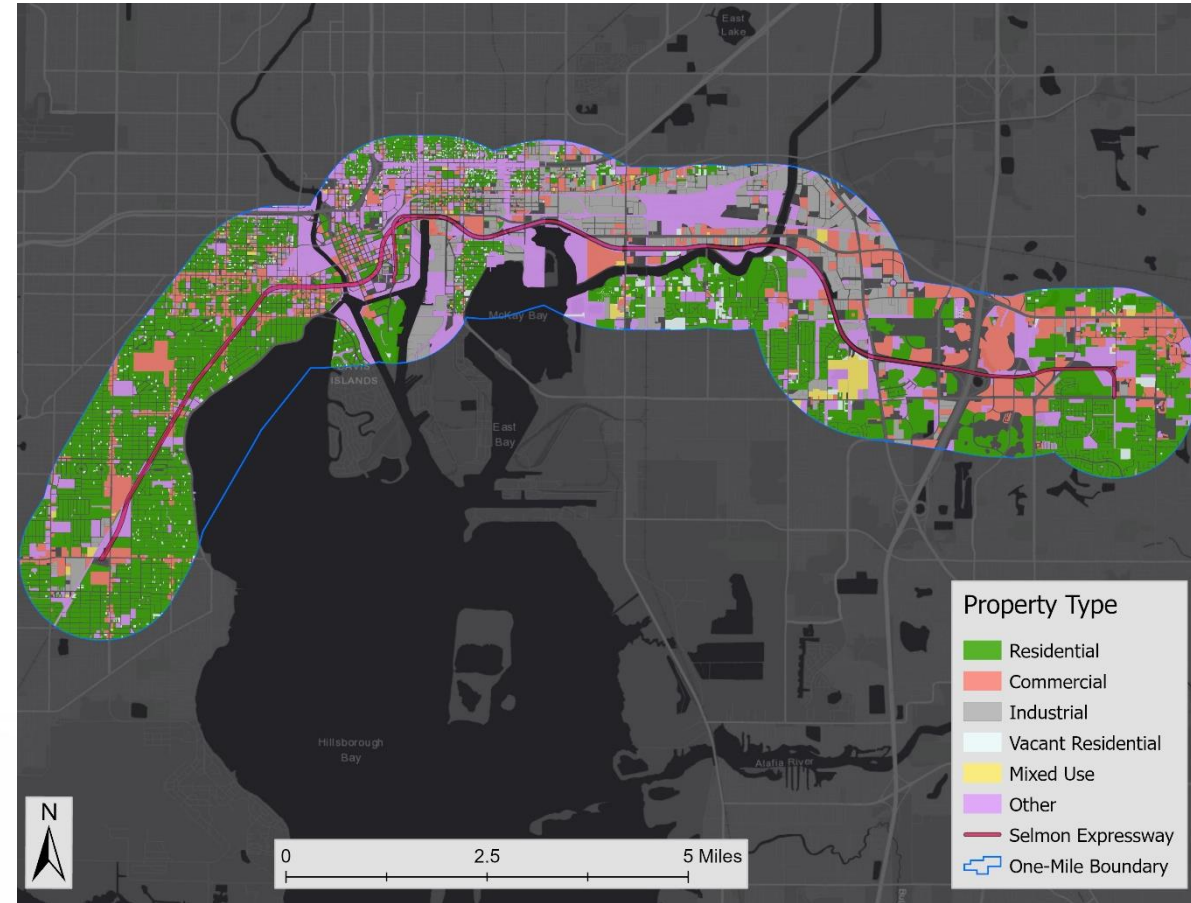 East
Lake
McKay Bay
ISLANDS
East
Bay
Hillsborough
Bay
Alafia River
Property Type
Residential
Commercial
Industrial
Vacant Residential
Mixed Use
Other
Selmon Expressway
One-Mile Boundary
N
0 2.5 5 Miles